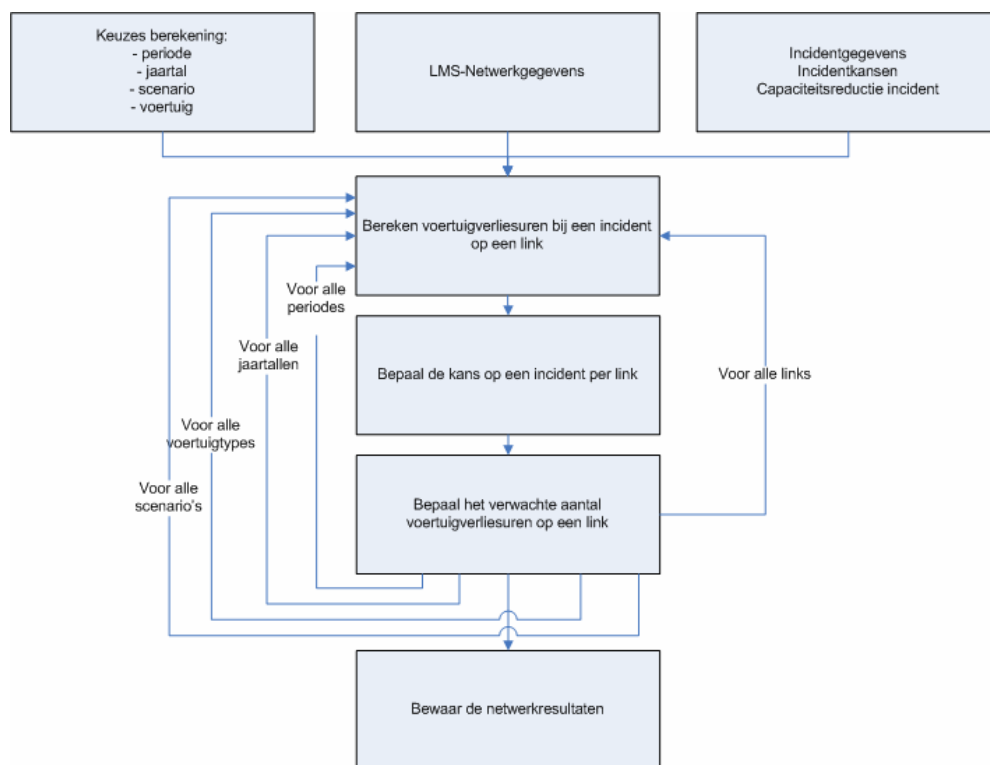 Keuzes berekening:
- periode
- jaartal
- scenario
- voertuig
LMS-Netwerkgegevens
Incidentgegevens
Incidentkansen
Capaciteitsreductie incident
Bereken voertuigverliesuren bij een incident
op een link
Voor alle
periodes
Voor alle
jaartallen
Bepaal de kans op een incident per link
Voor alle links
Voor alle
voertuigtypes
Voor alle
scenario's
Bepaal het verwachte aantal
voertuigverliesuren op een link
Bewaar de netwerkresultaten